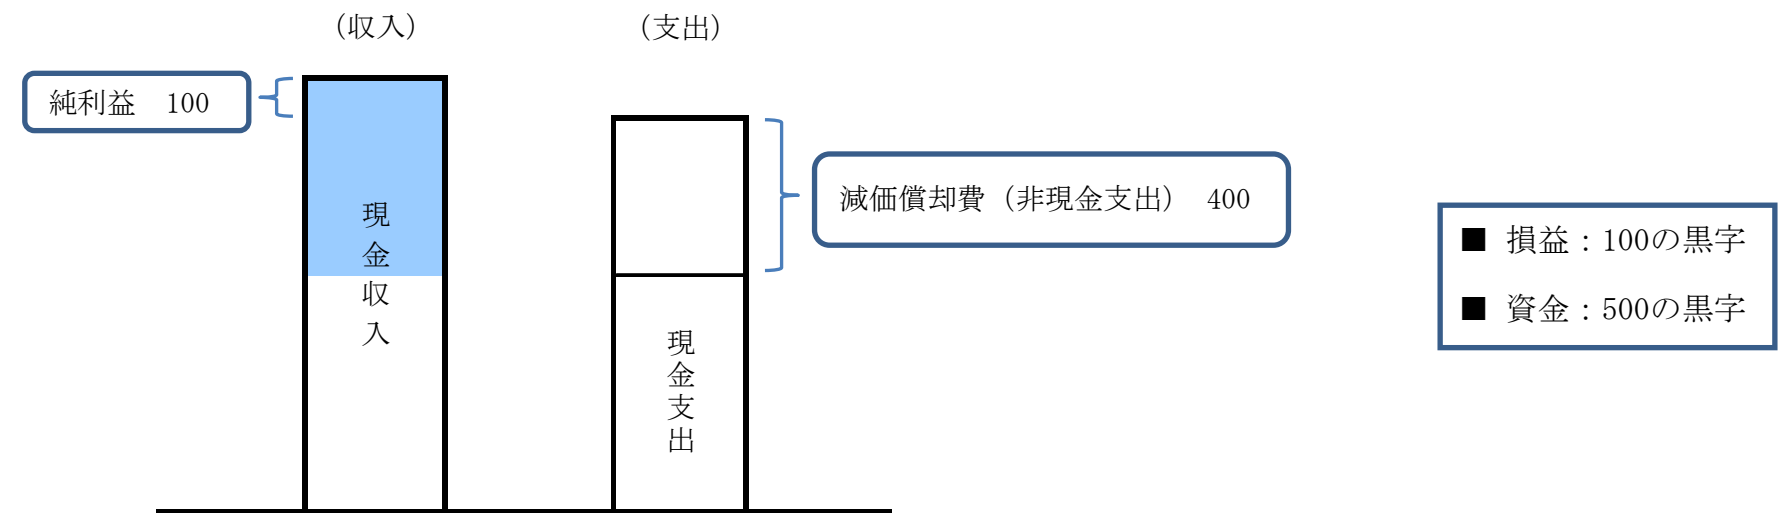 (収入)
(支出)
純利益 100
減価償却費(非現金支出) 400
現金収入
現金支出
■ 損益:100の黒字
■ 資金:500の黒字